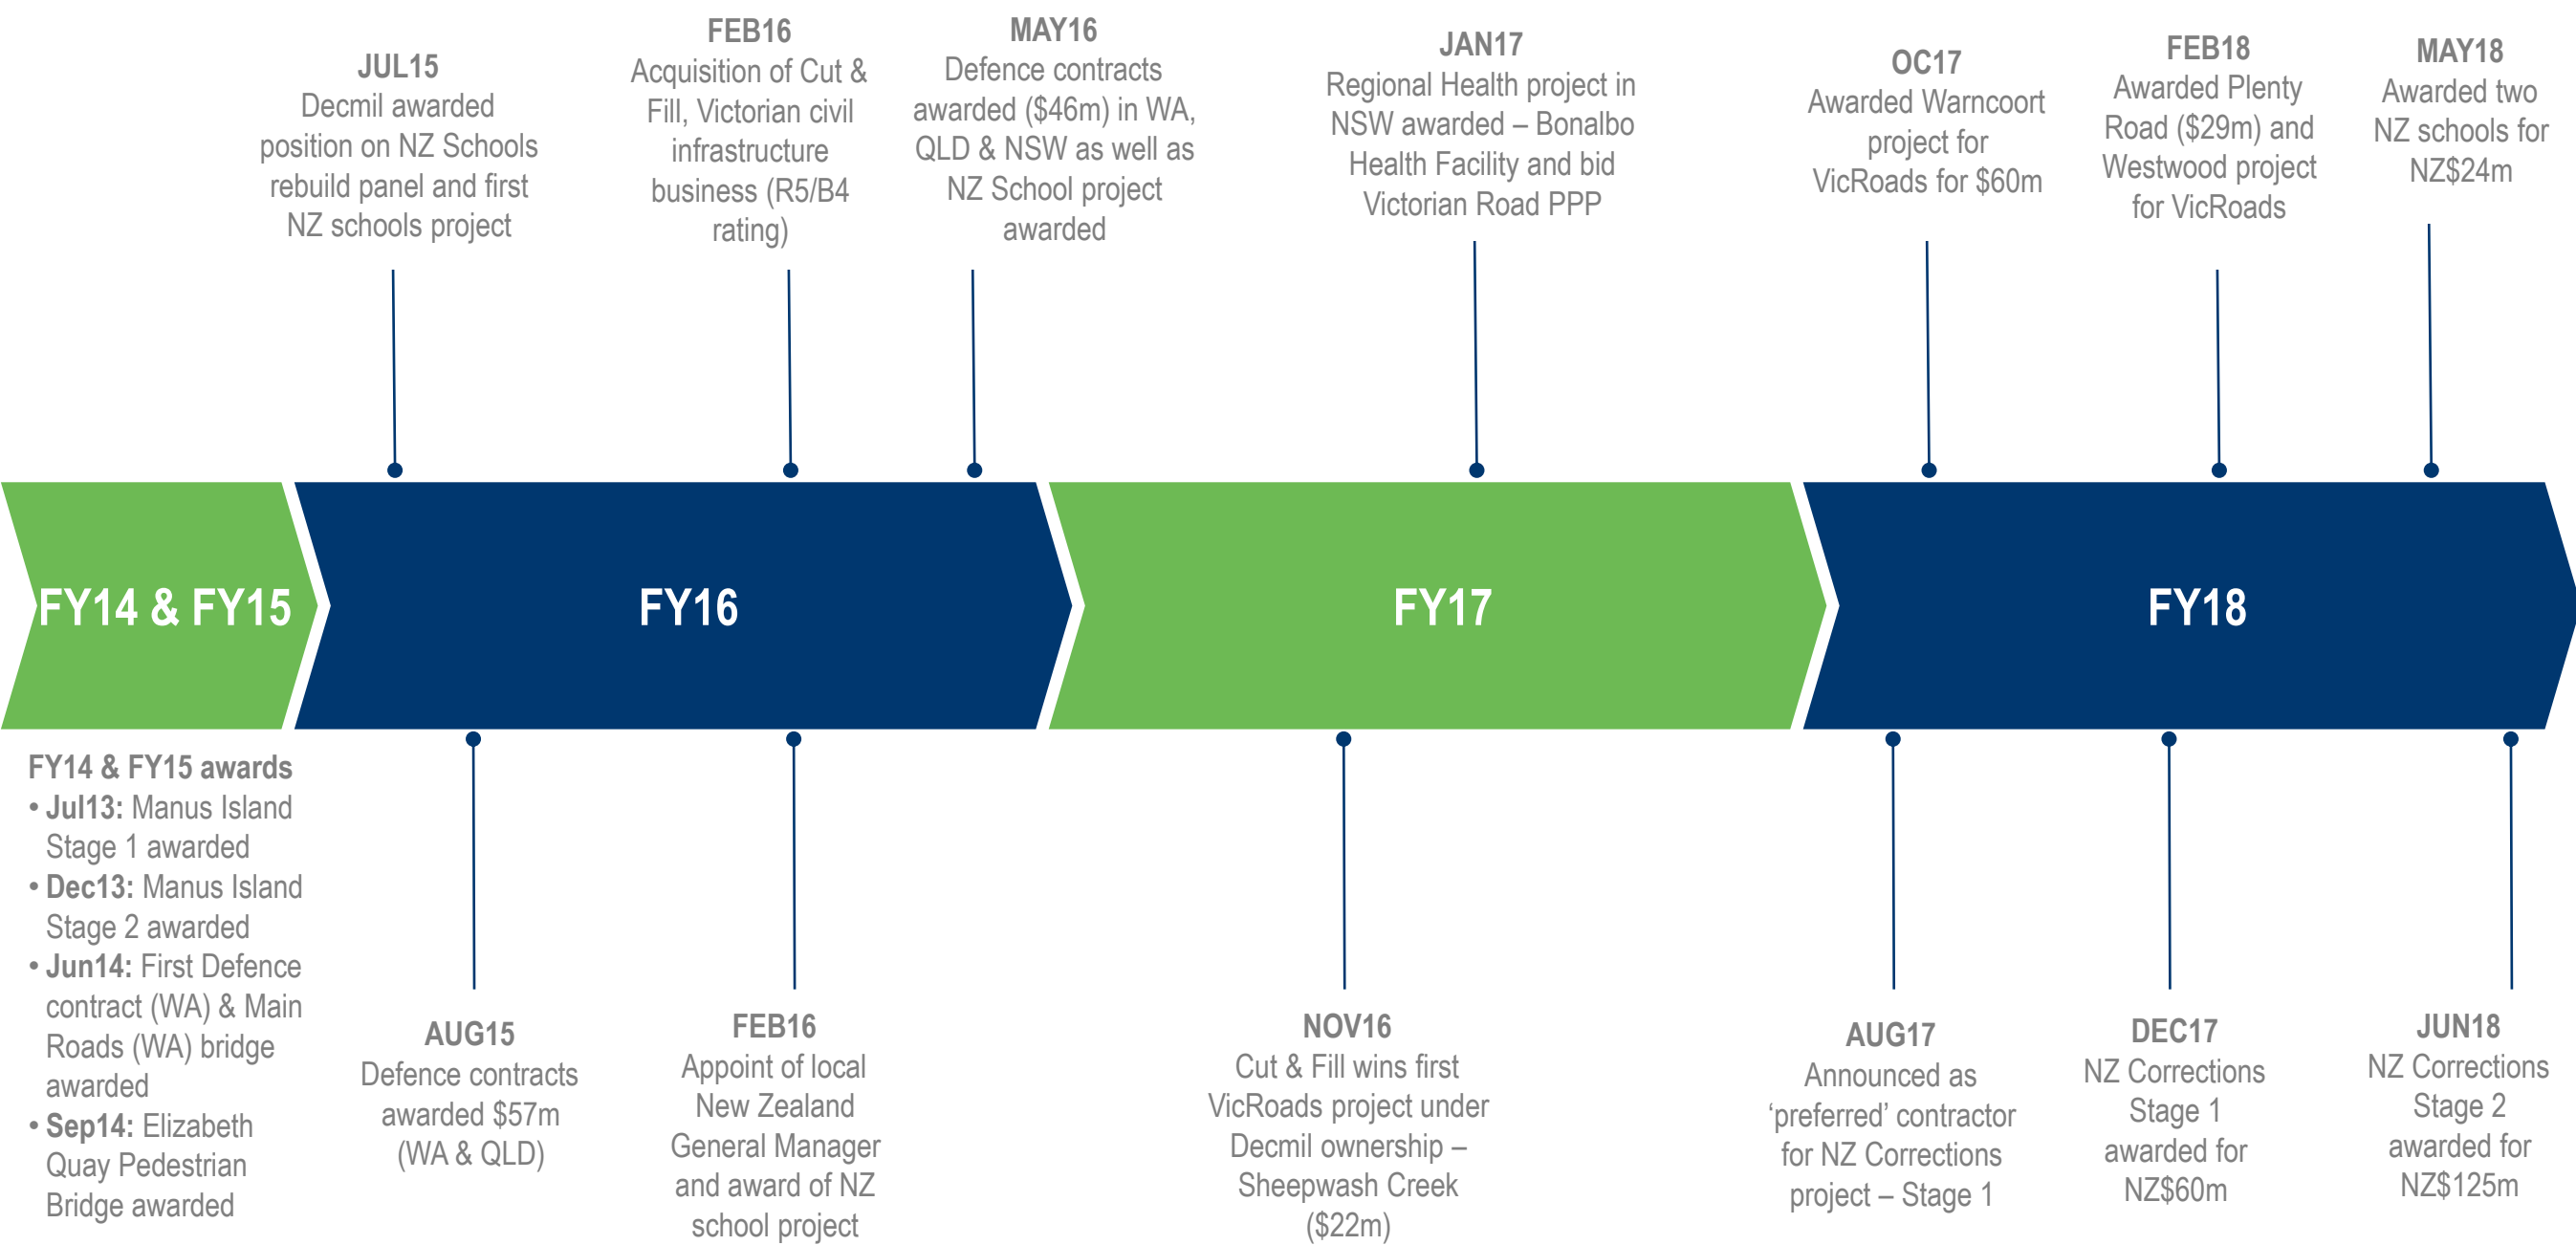 JUL15
Decmil awarded
position on NZ Schools
rebuild panel and first
NZ schools project
FEB16
Acquisition of Cut &
Fill, Victorian civil
infrastructure
business (R5/B4
rating)
MAY16
Defence contracts
awarded ($46m) in WA,
QLD & NSW as well as
NZ School project
awarded
JAN17
Regional Health project in
NSW awarded – Bonalbo
Health Facility and bid
Victorian Road PPP
OC17
Awarded Warncoort
project for
VicRoads for $60m
FEB18
Awarded Plenty
Road ($29m) and
Westwood project
for VicRoads
MAY18
Awarded two
NZ schools for
NZ$24m
FY14 & FY15
FY16
FY17
FY18
FY14 & FY15 awards
• Jul13: Manus Island
Stage 1 awarded
• Dec13: Manus Island
Stage 2 awarded
• Jun14: First Defence
contract (WA) & Main
Roads (WA) bridge
awarded
• Sep14: Elizabeth
Quay Pedestrian
Bridge awarded
AUG15
Defence contracts
awarded $57m
(WA & QLD)
FEB16
Appoint of local
New Zealand
General Manager
and award of NZ
school project
NOV16
Cut & Fill wins first
VicRoads project under
Decmil ownership –
Sheepwash Creek
($22m)
AUG17
Announced as
‘preferred’ contractor
for NZ Corrections
project – Stage 1
DEC17
NZ Corrections
Stage 1
awarded for
NZ$60m
JUN18
NZ Corrections
Stage 2
awarded for
NZ$125m